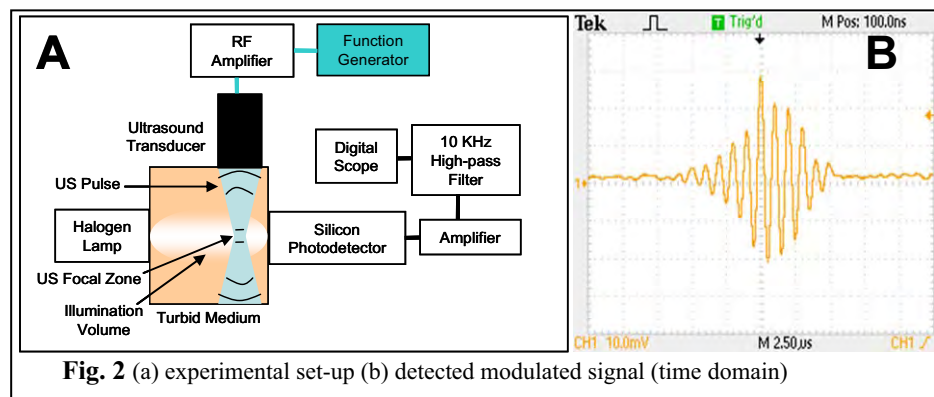 A
RF
Amplifier
Function
Generator
Ultrasound
Transducer
US Pulse
Digital
Scope
10 KHz
High-pass
Filter
Halogen
Lamp
Silicon
Photodetector
Amplifier
US Focal Zone
Illumination
Volume
Turbid Medium
Tek
T Trig'd
M Pos: 100.0ns
B
1
CH1 10.0mV
M 2.50µs
CH1
Fig. 2 (a) experimental set-up (b) detected modulated signal (time domain)